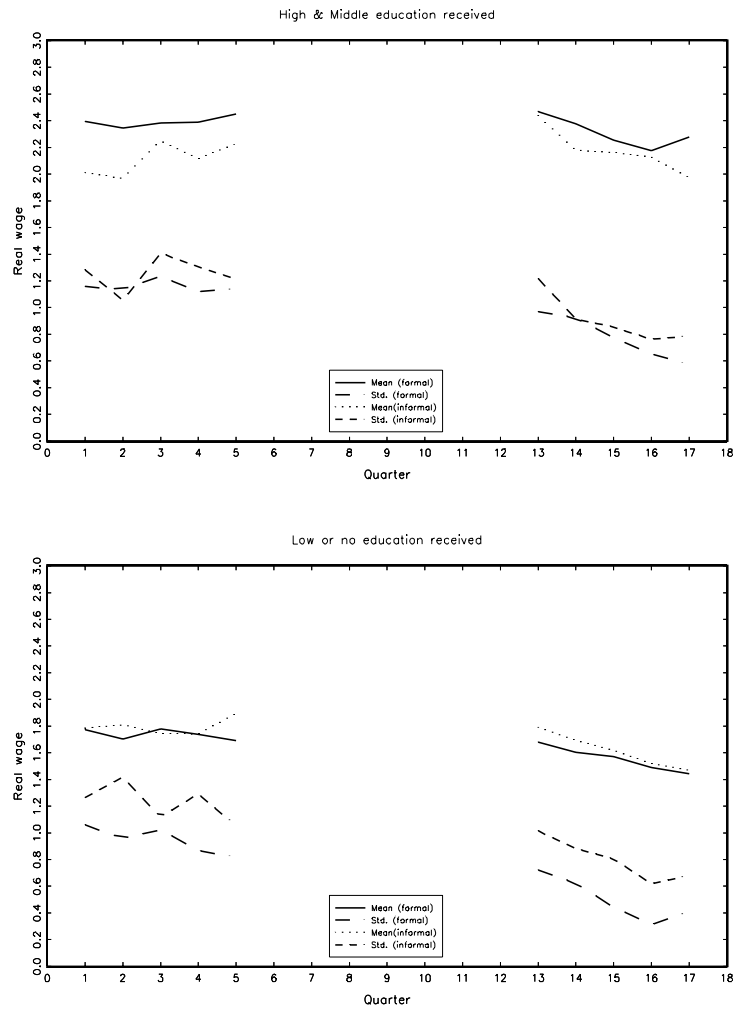 High & Middle education received
3.0
2.8
2.6
2.4
2.2
2.0
1.8
1.6
1.4
1.2
1.0
0.8
0.6
0.4
0.2
0.0
Real wage
Mean (formal)
Std. (formal)
Mean(informal)
Std. (informal)
0 1 2 3 4 5 6 7 8 9 10 11 12 13 14 15 16 17 18
Quarter
Low or no education received
3.0
2.8
2.6
2.4
2.2
2.0
1.8
1.6
1.4
1.2
1.0
0.8
0.6
0.4
0.2
0.0
Real wage
Mean (formal)
Std. (formal)
Mean(informal)
Std. (informal)
0 1 2 3 4 5 6 7 8 9 10 11 12 13 14 15 16 17 18
Quarter